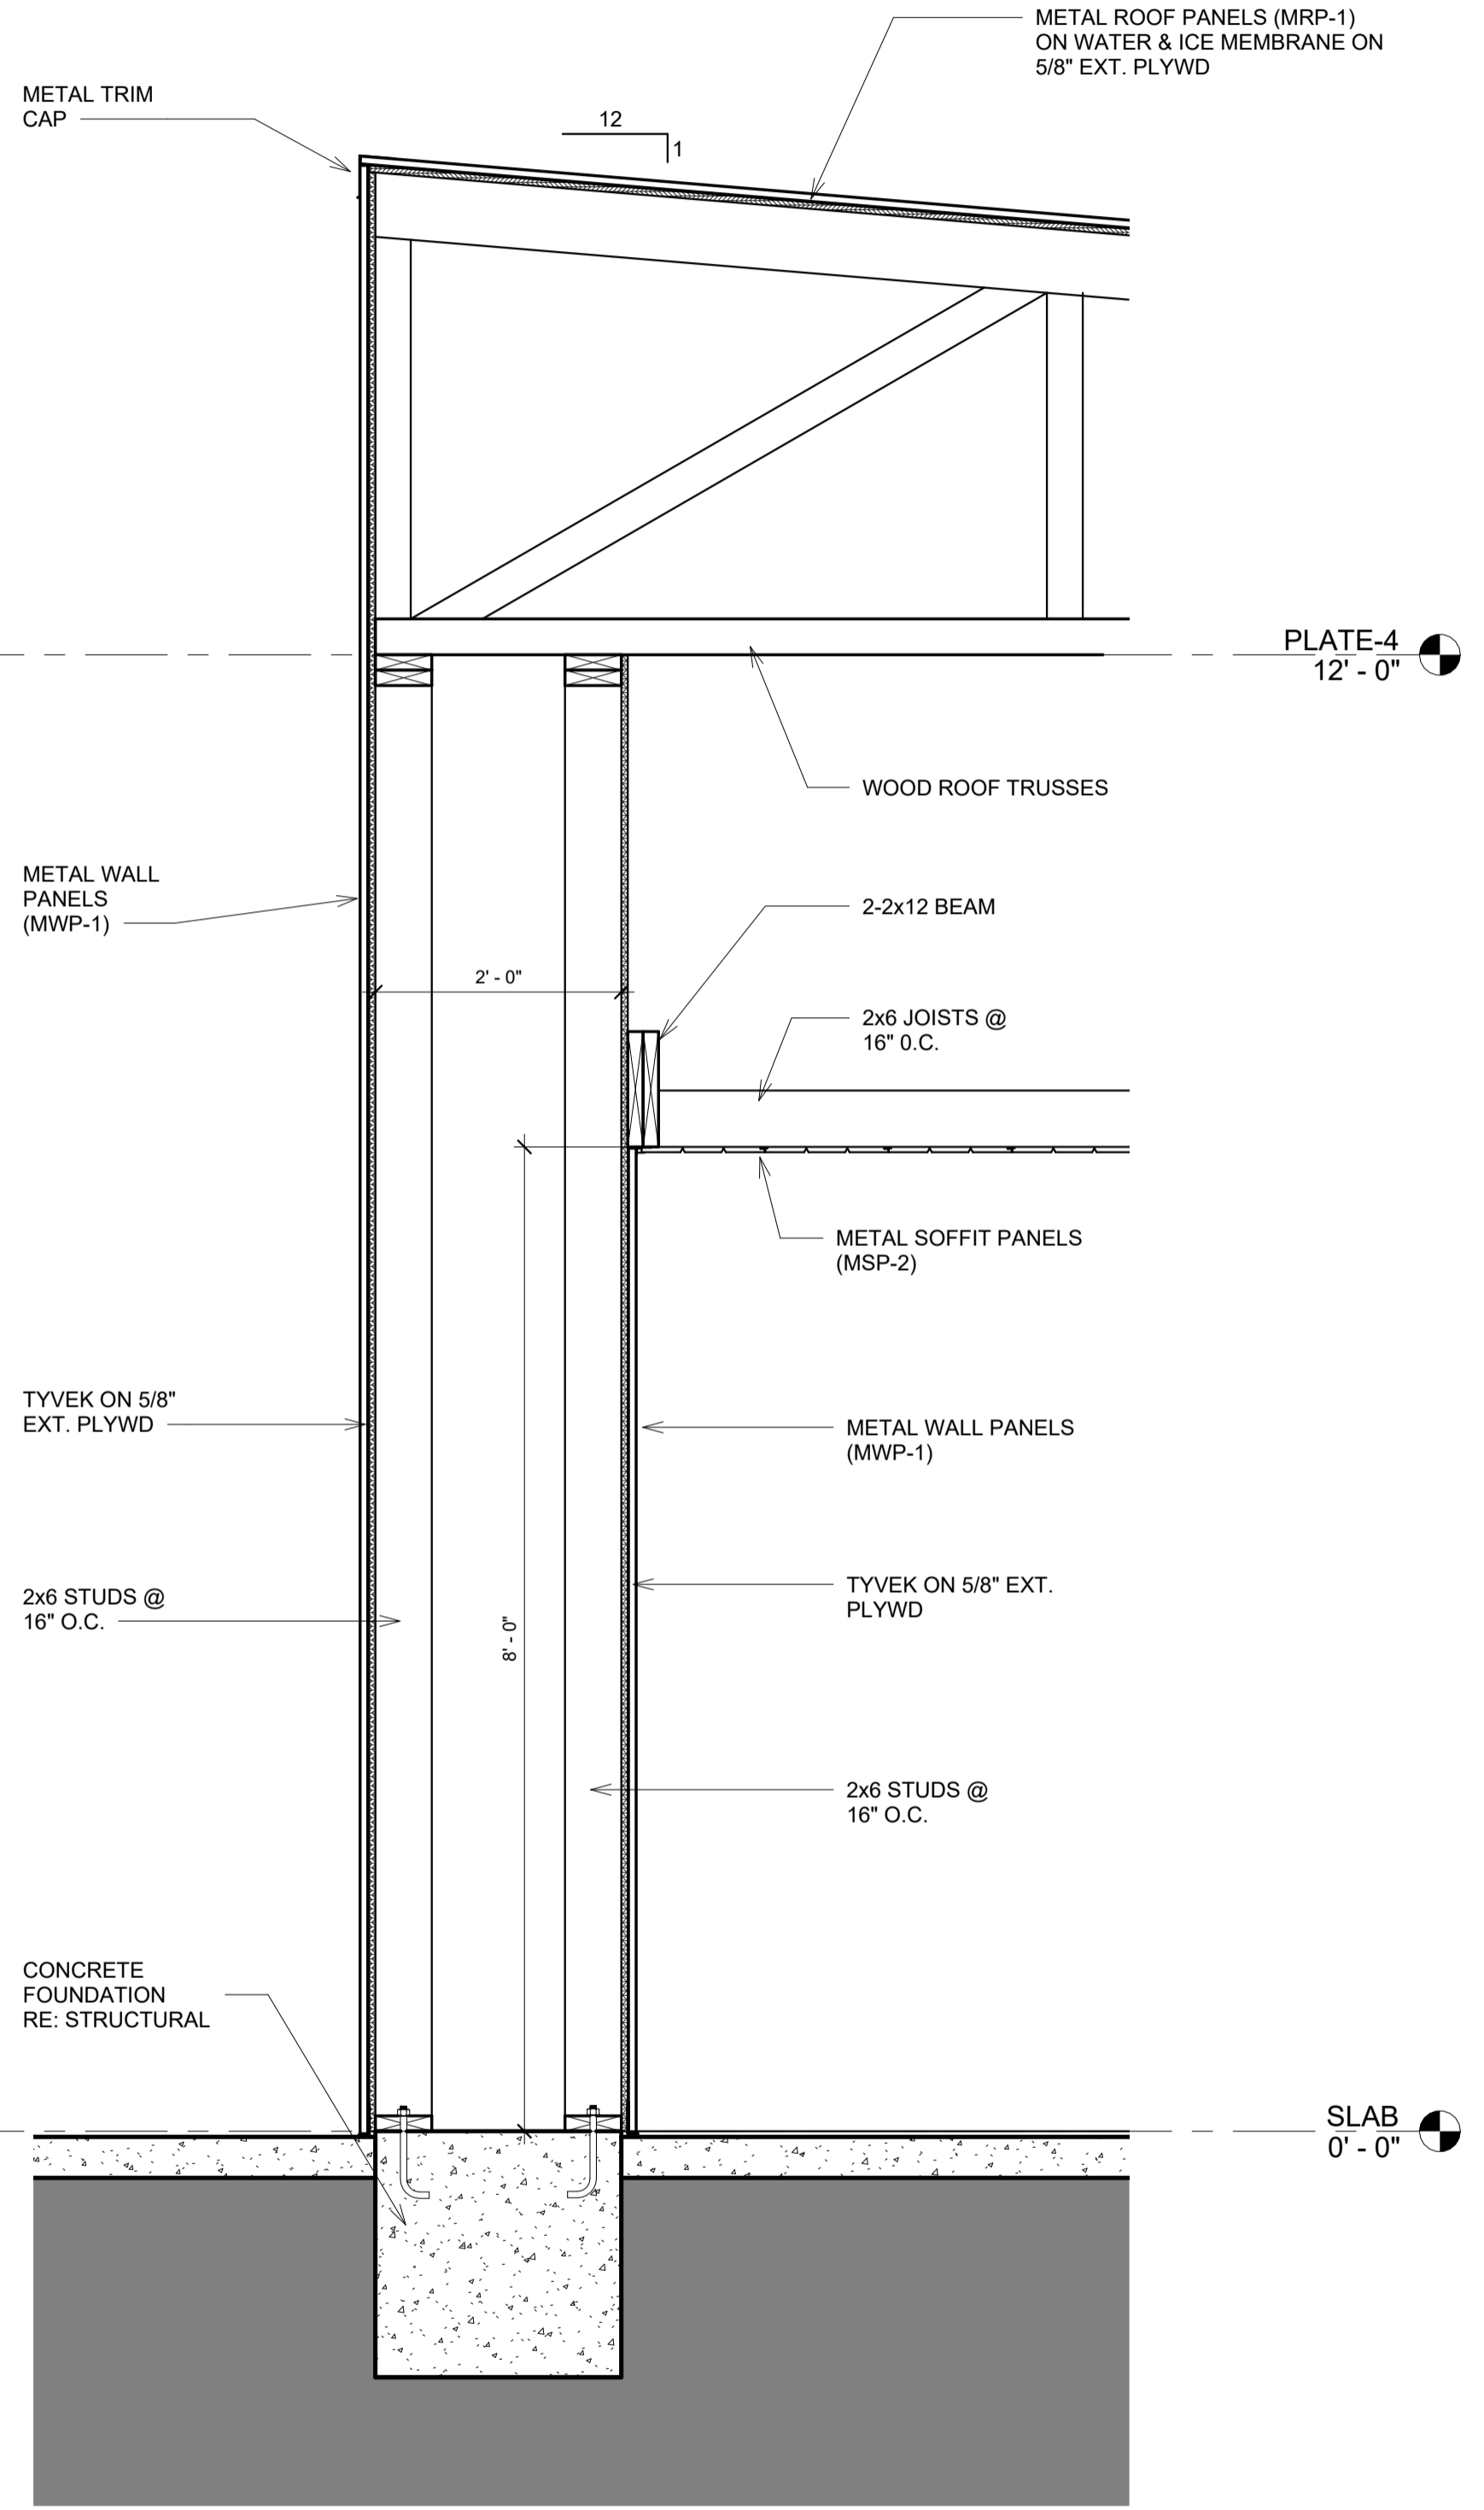 METAL ROOF PANELS (MRP-1)
ON WATER & ICE MEMBRANE ON
5/8" EXT. PLYWD
METAL TRIM
CAP
12
1
PLATE-4
12' - 0"
WOOD ROOF TRUSSES
METAL WALL
PANELS
(MWP-1)
2-2x12 BEAM
2' - 0"
2x6 JOISTS @
16" 0.C.
METAL SOFFIT PANELS
(MSP-2)
TYVEK ON 5/8"
EXT. PLYWD
METAL WALL PANELS
(MWP-1)
TYVEK ON 5/8" EXT.
PLYWD
2x6 STUDS @
16" O.C.
8' - 0"
2x6 STUDS @
16" O.C.
CONCRETE
FOUNDATION
RE: STRUCTURAL
SLAB
0' - 0"